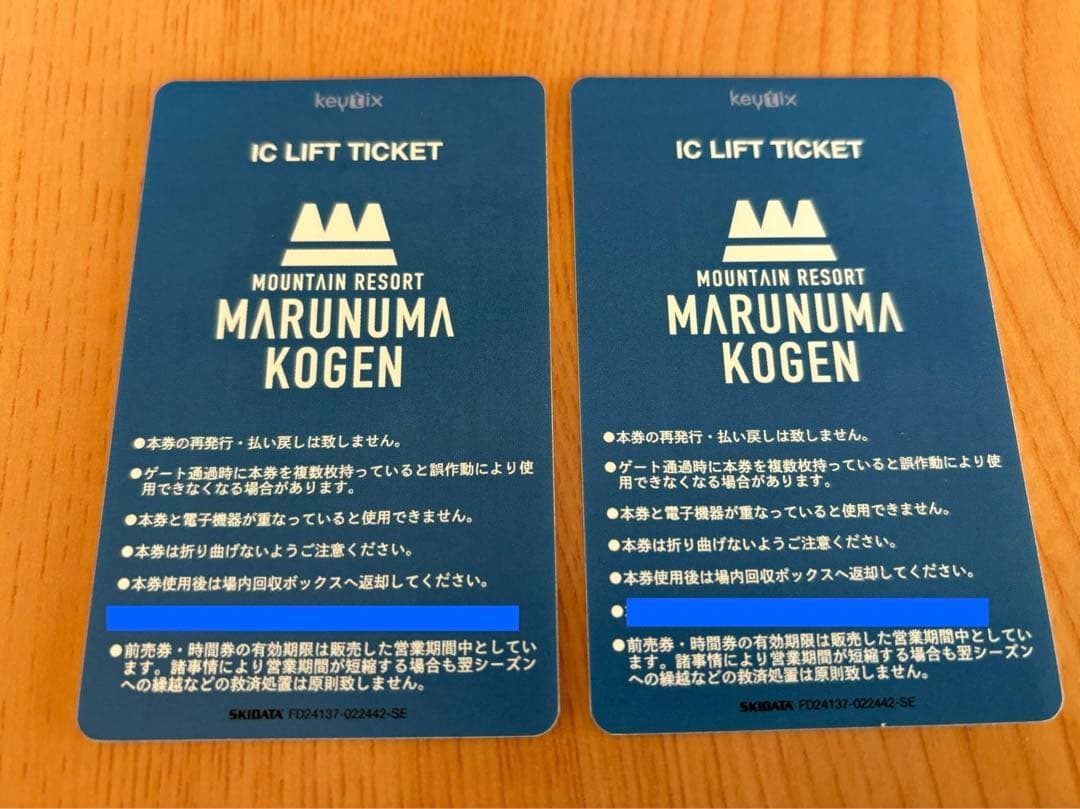 keytix
IC LIFT TICKET
MOUNTAIN RESORT
MARUNUMA
KOGEN
●本券の再発行・払い戻しは致しません。
●ゲート通過時に本券を複数枚持っていると誤作動により使
用できなくなる場合があります。
●本券と電子機器が重なっていると使用できません。
●本券は折り曲げないようご注意ください。
●本券使用後は場内回収ボックスへ返却してください。
●前売券・時間券の有効期限は販売した営業期間中としてい
ます。諸事情により営業期間が短縮する場合も翌シーズン
への繰越などの救済処置は原則致しません。
SKIDATA FD24137-022442-SE
keytix
IC LIFT TICKET
MOUNTAIN RESORT
MARUNUMA
KOGEN
●本券の再発行・払い戻しは致しません。
●ゲート通過時に本券を複数枚持っていると誤作動により使
用できなくなる場合があります。
●本券と電子機器が重なっていると使用できません。
●本券は折り曲げないようご注意ください。
●本券使用後は場内回収ボックスへ返却してください。
●
●前売券・時間券の有効期限は販売した営業期間中としてい
ます。諸事情により営業期間が短縮する場合も翌シーズン
への繰越などの救済処置は原則致しません。
SKIDATA FD24137-022442-SE